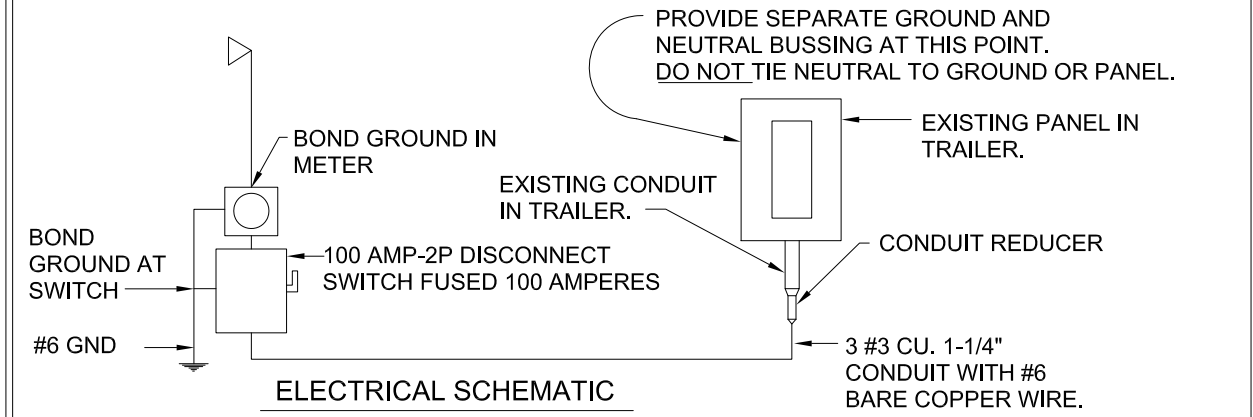 PROVIDE SEPARATE GROUND AND
NEUTRAL BUSSING AT THIS POINT.
DO NOT TIE NEUTRAL TO GROUND OR PANEL.
BOND GROUND IN
METER
EXISTING PANEL IN
TRAILER.
EXISTING CONDUIT
IN TRAILER.
BOND
GROUND AT
SWITCH
100 AMP-2P DISCONNECT
SWITCH FUSED 100 AMPERES
CONDUIT REDUCER
#6 GND
3 #3 CU. 1-1/4"
CONDUIT WITH #6
BARE COPPER WIRE.
ELECTRICAL SCHEMATIC